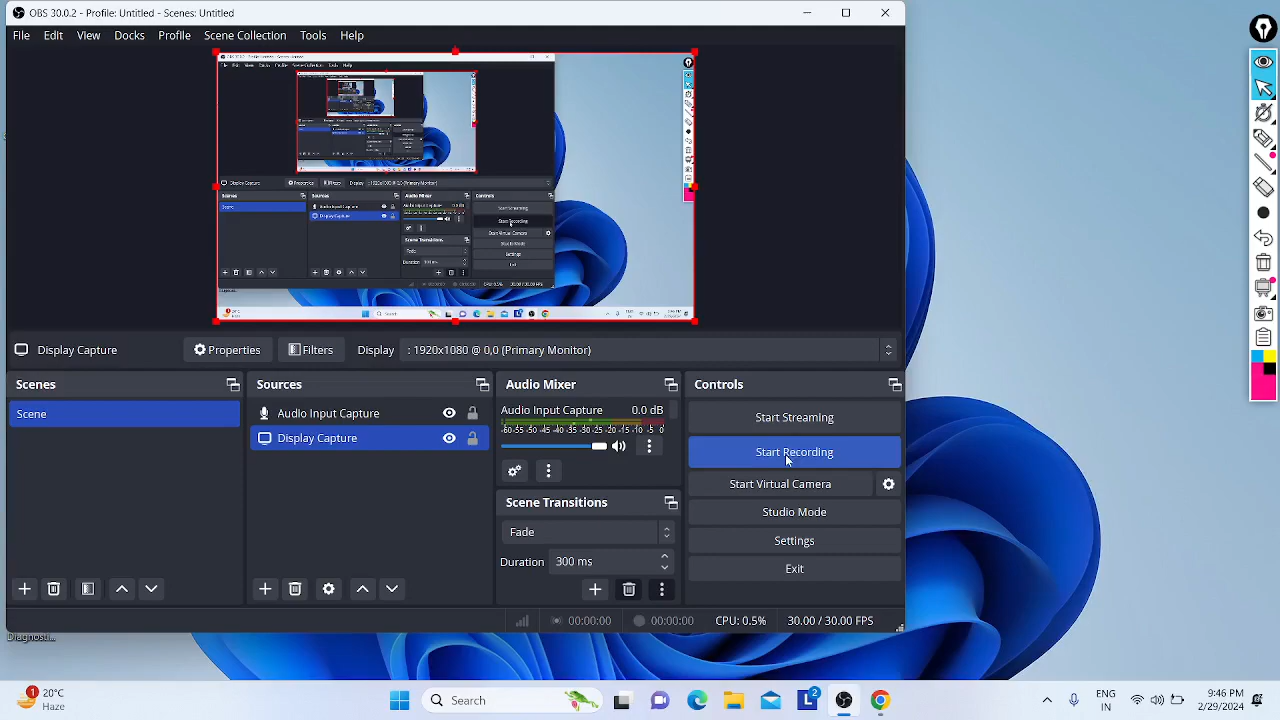 OBS 30.0.2 - Profile: Untitled - Scenes: Untitled
File Edit View Docks Profile Scene Collection Tools Help
Display Capture Properties Filters Display : 1920x1080 @ 0,0 (Primary Monitor)
Scenes
Scene
Sources
Audio Input Capture
Display Capture
Audio Mixer
Audio Input Capture 0.0 dB
-60 -55 -50 -45 -40 -35 -30 -25 -20 -15 -10 -5 0
Scene Transitions
Fade
Duration 300 ms
Controls
Start Streaming
Start Recording
Start Virtual Camera
Studio Mode
Settings
Exit
00:00:00 00:00:00 CPU: 0.5% 30.00 / 30.00 FPS
Diagnosti...
20°C
Haze
Search
L 2
ENG
IN
9:46 PM
2/29/2024